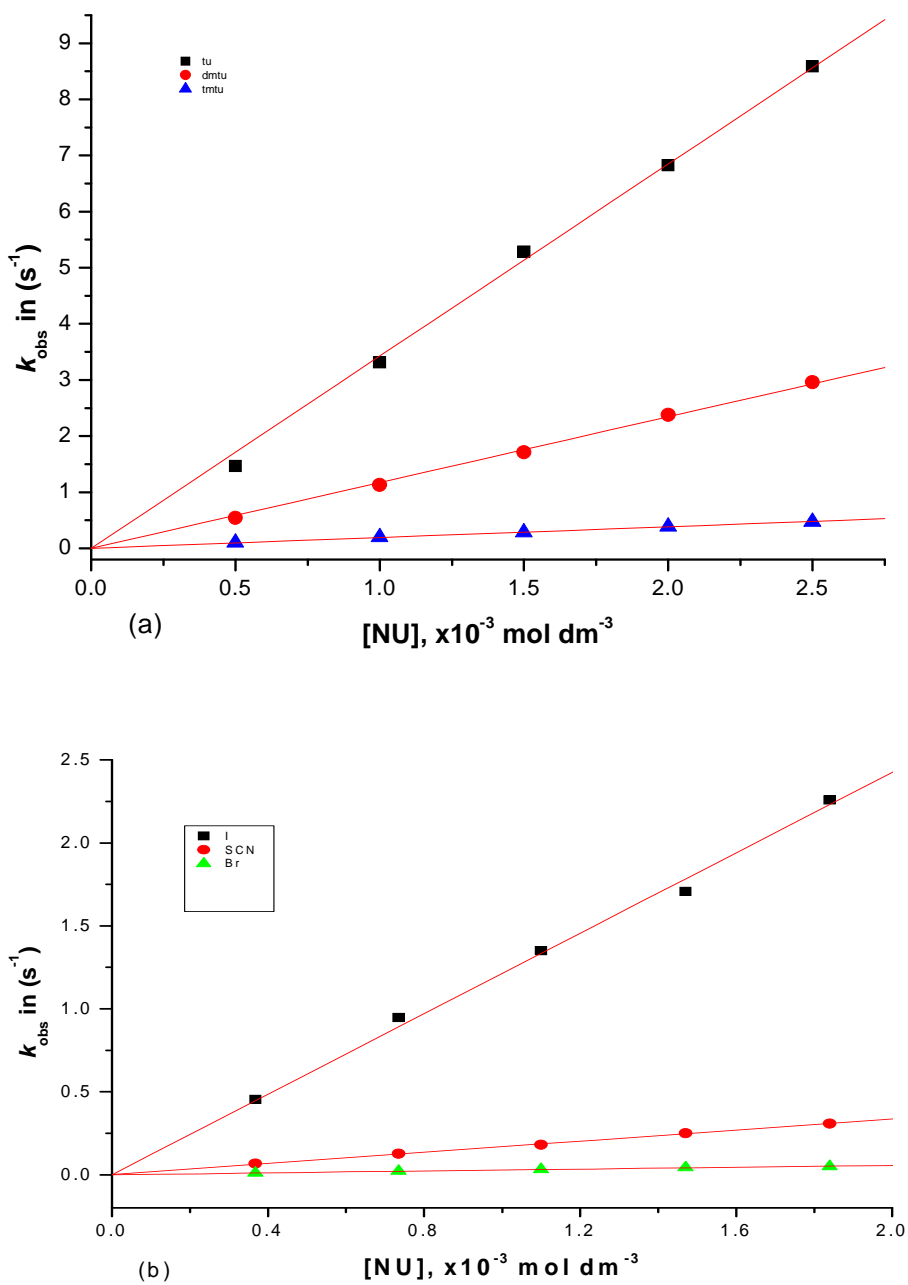 9
8
7
6
5
4
3
2
1
0
k_obs in (s⁻¹)
tu
dmtu
tmtu
0.0 0.5 1.0 1.5 2.0 2.5
(a)
[NU], x10⁻³ mol dm⁻³
2.5
2.0
1.5
1.0
0.5
0.0
k_obs in (s⁻¹)
I
SCN
Br
0.0 0.4 0.8 1.2 1.6 2.0
(b)
[NU], x10⁻³ mol dm⁻³